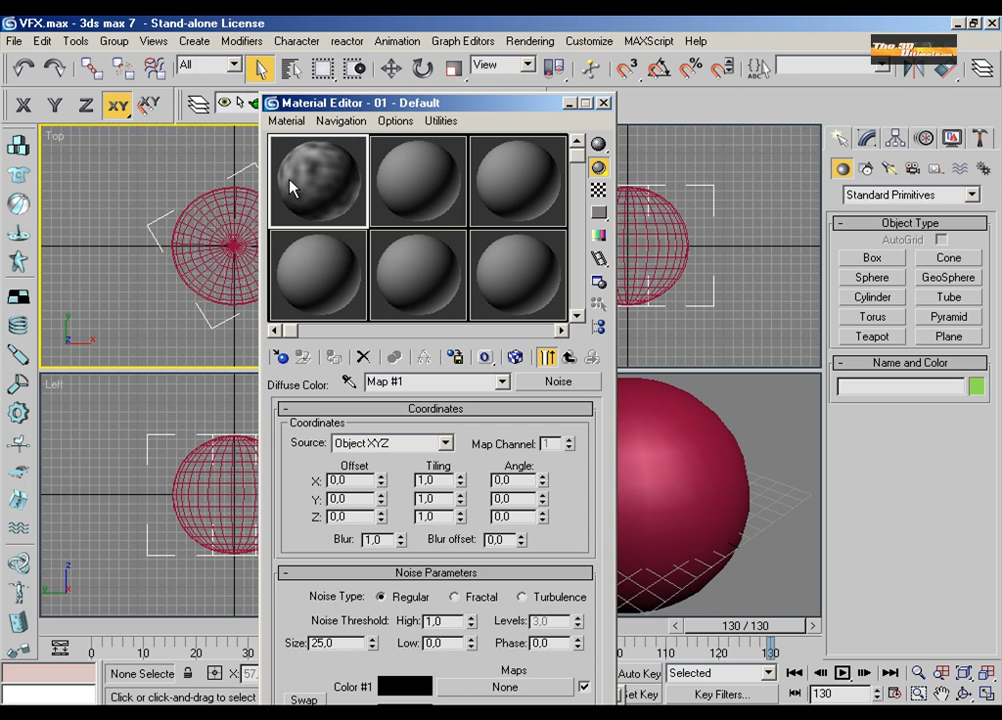 VFX.max - 3ds max 7 - Stand-alone License
File Edit Tools Group Views Create Modifiers Character reactor Animation Graph Editors Rendering Customize MAXScript Help
The 3D
All
View
X Y Z XY XY
Material Editor - 01 - Default
Material Navigation Options Utilities
Top
Left
Standard Primitives
- Object Type
AutoGrid
Box Cone
Sphere GeoSphere
Cylinder Tube
Torus Pyramid
Teapot Plane
- Name and Color
Diffuse Color: Map #1 Noise
- Coordinates
Coordinates
Source: Object XYZ Map Channel: 1
Offset Tiling Angle:
X: 0,0 1,0 0,0
Y: 0,0 1,0 0,0
Z: 0,0 1,0 0,0
Blur: 1,0 Blur offset: 0,0
- Noise Parameters
Noise Type: Regular Fractal Turbulence
Noise Threshold: High: 1,0 Levels: 3,0
Size: 25,0 Low: 0,0 Phase: 0,0
Maps
Color #1 None
Swap
z
y
x
< 130 / 130 >
0 10 20 30 110 120 130
None Selecte X: 57.
Click or click-and-drag to select
Auto Key Selected
Set Key Key Filters... 130